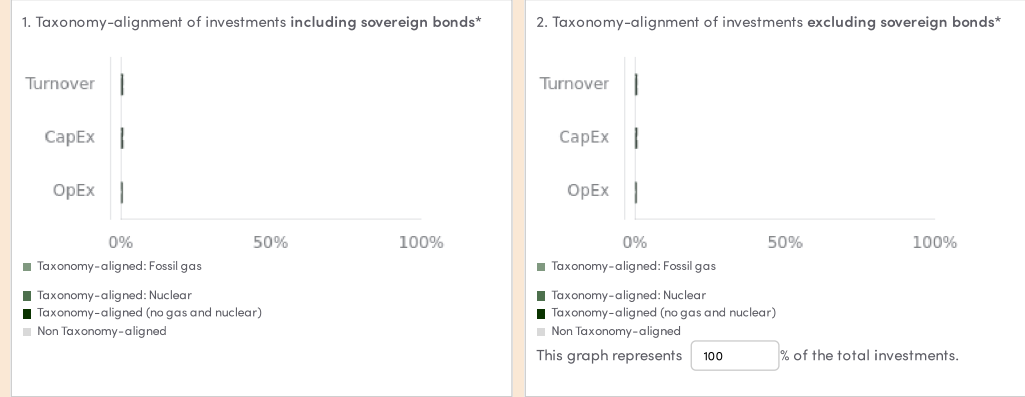 1. Taxonomy-alignment of investments including sovereign bonds*
Turnover
CapEx
OpEx
0% 50% 100%
Taxonomy-aligned: Fossil gas
Taxonomy-aligned: Nuclear
Taxonomy-aligned (no gas and nuclear)
Non Taxonomy-aligned
2. Taxonomy-alignment of investments excluding sovereign bonds*
Turnover
CapEx
OpEx
0% 50% 100%
Taxonomy-aligned: Fossil gas
Taxonomy-aligned: Nuclear
Taxonomy-aligned (no gas and nuclear)
Non Taxonomy-aligned
This graph represents 100 % of the total investments.